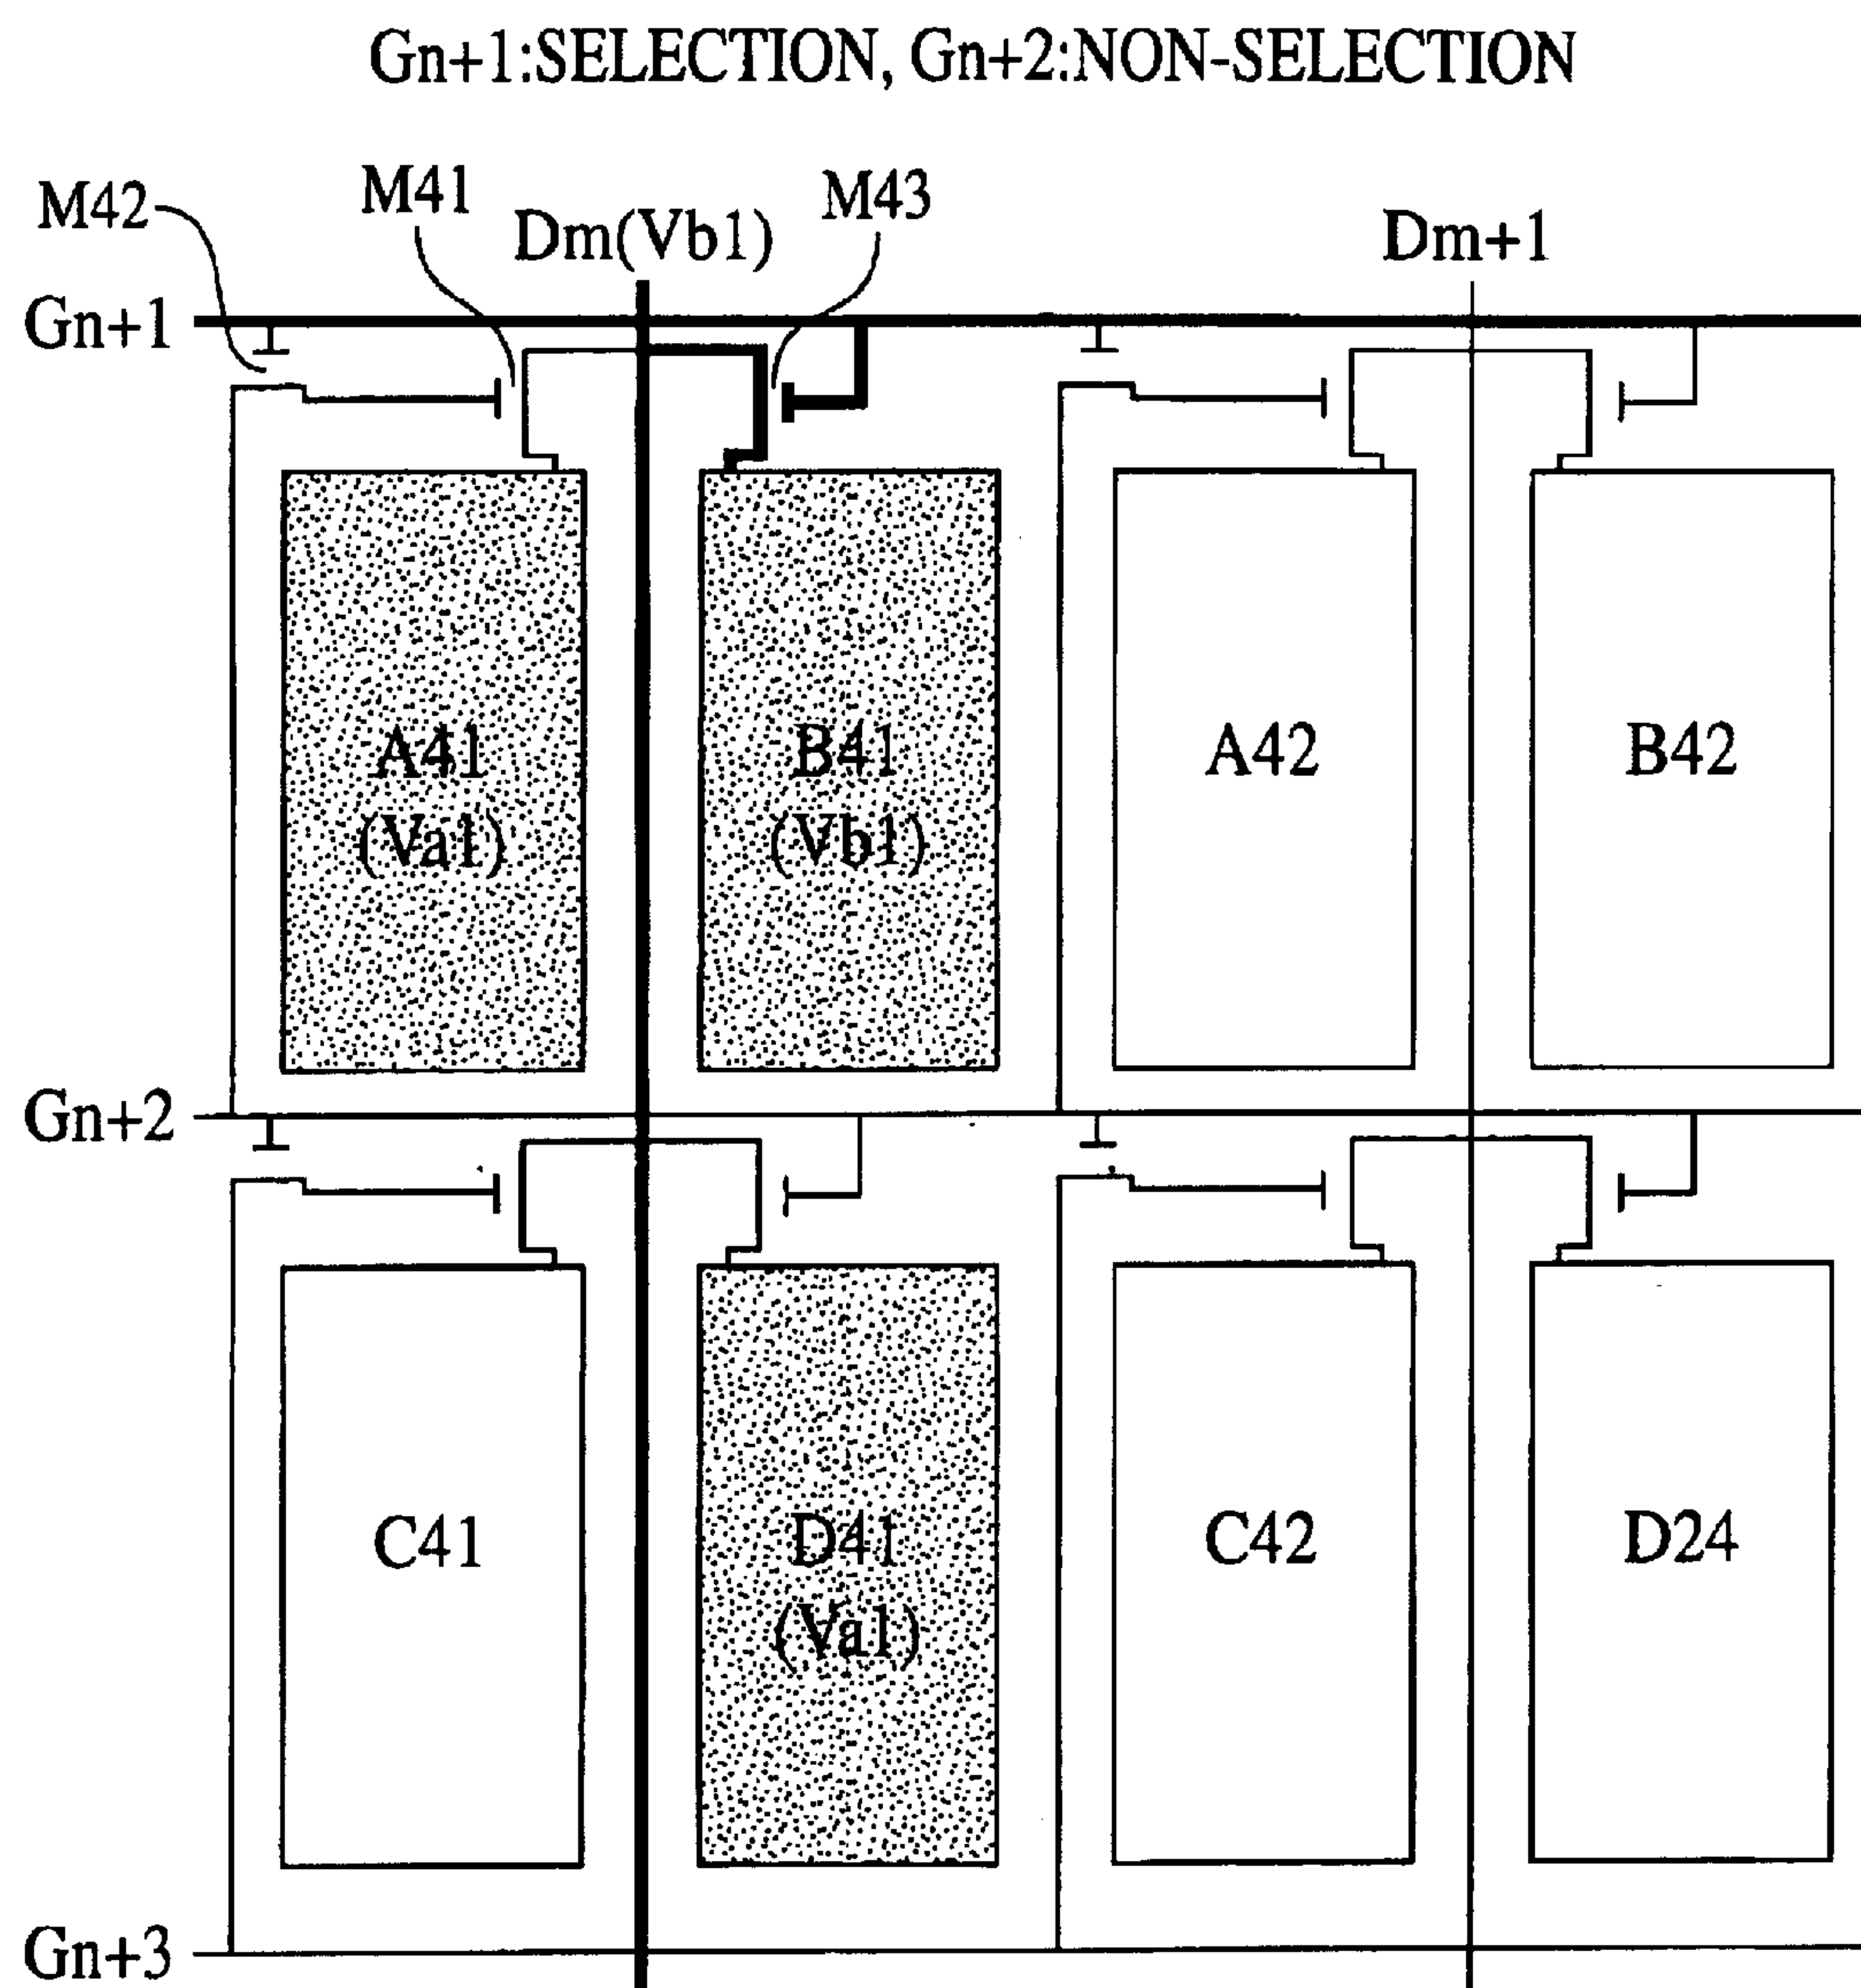 Gn+1:SELECTION, Gn+2:NON-SELECTION
M42 M41 Dm(Vb1) M43 Dm+1
Gn+1
A41 B41 A42 B42
(Va1) (Vb1)
Gn+2
C41 D41 C42 D24
(Va1)
Gn+3